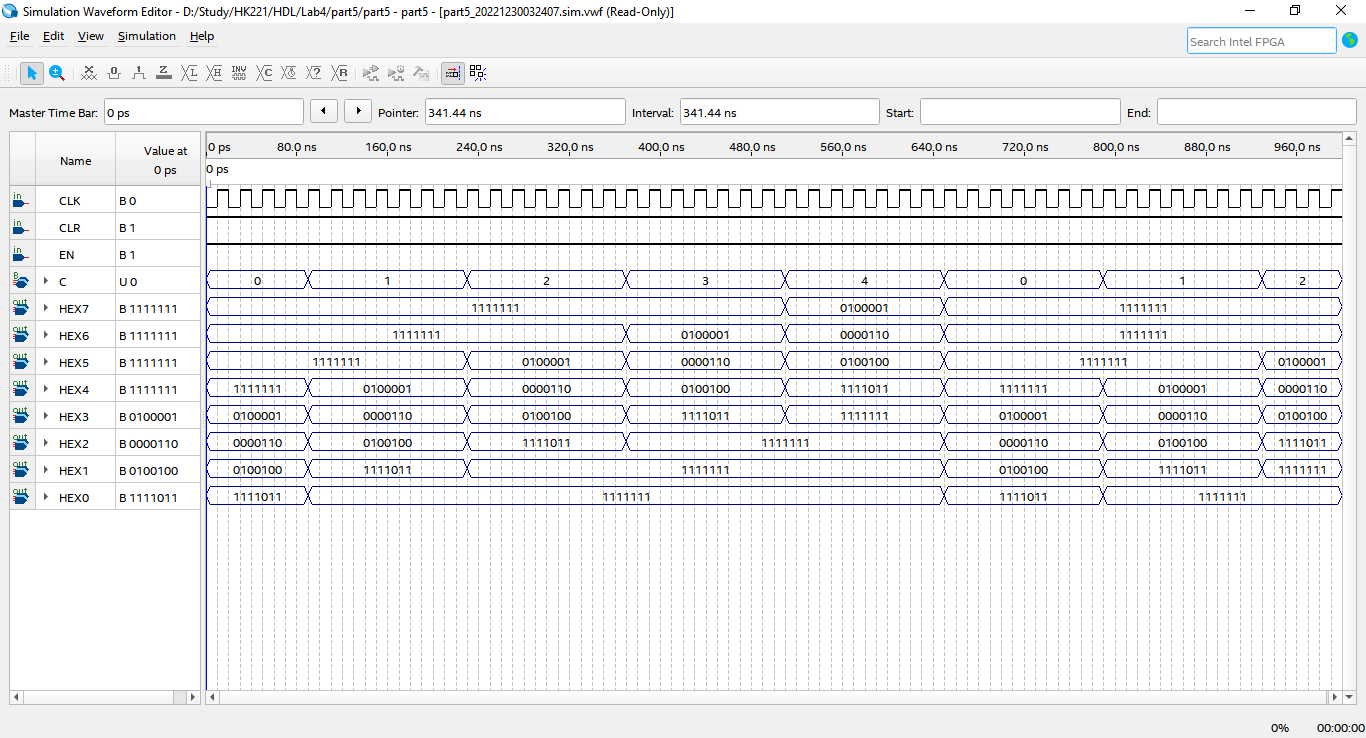 Simulation Waveform Editor - D:/Study/HK221/HDL/Lab4/part5/part5 - part5 - [part5_20221230032407.sim.vwf (Read-Only)]
File Edit View Simulation Help
Search Intel FPGA
Master Time Bar: 0 ps Pointer: 341.44 ns Interval: 341.44 ns Start: End:
Name Value at 0 ps
0 ps 80.0 ns 160.0 ns 240.0 ns 320.0 ns 400.0 ns 480.0 ns 560.0 ns 640.0 ns 720.0 ns 800.0 ns 880.0 ns 960.0 ns
0 ps
in CLK B 0
in CLR B 1
in EN B 1
B C U 0 0 1 2 3 4 0 1 2
out HEX7 B 1111111 1111111 0100001 1111111
out HEX6 B 1111111 1111111 0100001 0000110 1111111
out HEX5 B 1111111 1111111 0100001 0000110 0100100 1111111 0100001
out HEX4 B 1111111 1111111 0100001 0000110 0100100 1111011 1111111 0100001 0000110
out HEX3 B 0100001 0100001 0000110 0100100 1111011 1111111 0100001 0000110 0100100
out HEX2 B 0000110 0000110 0100100 1111011 1111111 0000110 0100100 1111011
out HEX1 B 0100100 0100100 1111011 1111111 0100100 1111011 1111111
out HEX0 B 1111011 1111011 1111111 1111011 1111111
0% 00:00:00